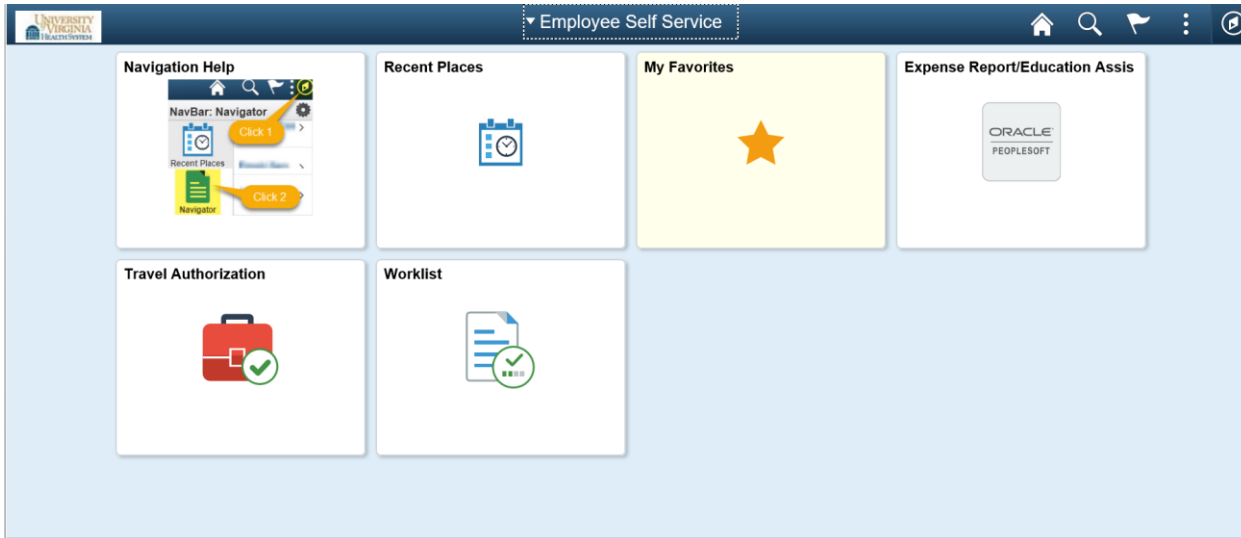 UNIVERSITY
VIRGINIA
HEALTH SYSTEM
Employee Self Service
Navigation Help
NavBar: Navigator
Click 1
Recent Places
Click 2
Navigator
Recent Places
My Favorites
Expense Report/Education Assis
ORACLE
PEOPLESOFT
Travel Authorization
Worklist